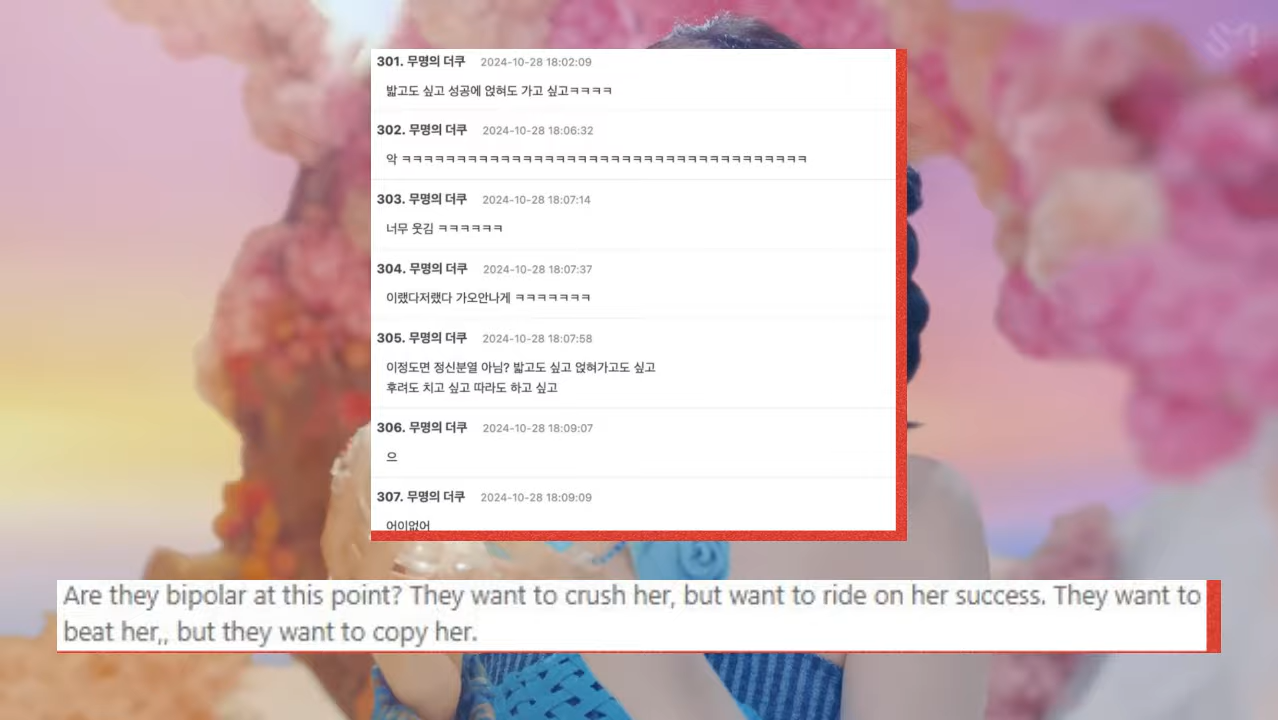 301. 무명의 더쿠 2024-10-28 18:02:09
밟고도 싶고 성공에 얹혀도 가고 싶고ㅋㅋㅋㅋ
302. 무명의 더쿠 2024-10-28 18:06:32
악 ㅋㅋㅋㅋㅋㅋㅋㅋㅋㅋㅋㅋㅋㅋㅋㅋㅋㅋㅋㅋㅋㅋㅋㅋㅋㅋㅋㅋㅋㅋㅋㅋㅋㅋㅋㅋㅋ
303. 무명의 더쿠 2024-10-28 18:07:14
너무 웃김 ㅋㅋㅋㅋㅋㅋ
304. 무명의 더쿠 2024-10-28 18:07:37
이랬다저랬다 가오안나게 ㅋㅋㅋㅋㅋㅋㅋ
305. 무명의 더쿠 2024-10-28 18:07:58
이정도면 정신분열 아님? 밟고도 싶고 얹혀가고도 싶고
후려도 치고 싶고 따라도 하고 싶고
306. 무명의 더쿠 2024-10-28 18:09:07
으
307. 무명의 더쿠 2024-10-28 18:09:09
어이없어
Are they bipolar at this point? They want to crush her, but want to ride on her success. They want to
beat her,, but they want to copy her.